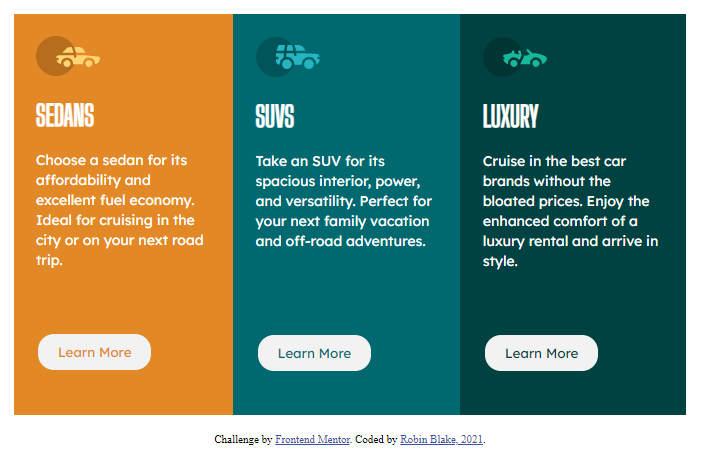 SEDANS
Choose a sedan for its
affordability and
excellent fuel economy.
Ideal for cruising in the
city or on your next road
trip.
Learn More
SUVS
Take an SUV for its
spacious interior, power,
and versatility. Perfect for
your next family vacation
and off-road adventures.
Learn More
LUXURY
Cruise in the best car
brands without the
bloated prices. Enjoy the
enhanced comfort of a
luxury rental and arrive in
style.
Learn More
Challenge by Frontend Mentor. Coded by Robin Blake, 2021.